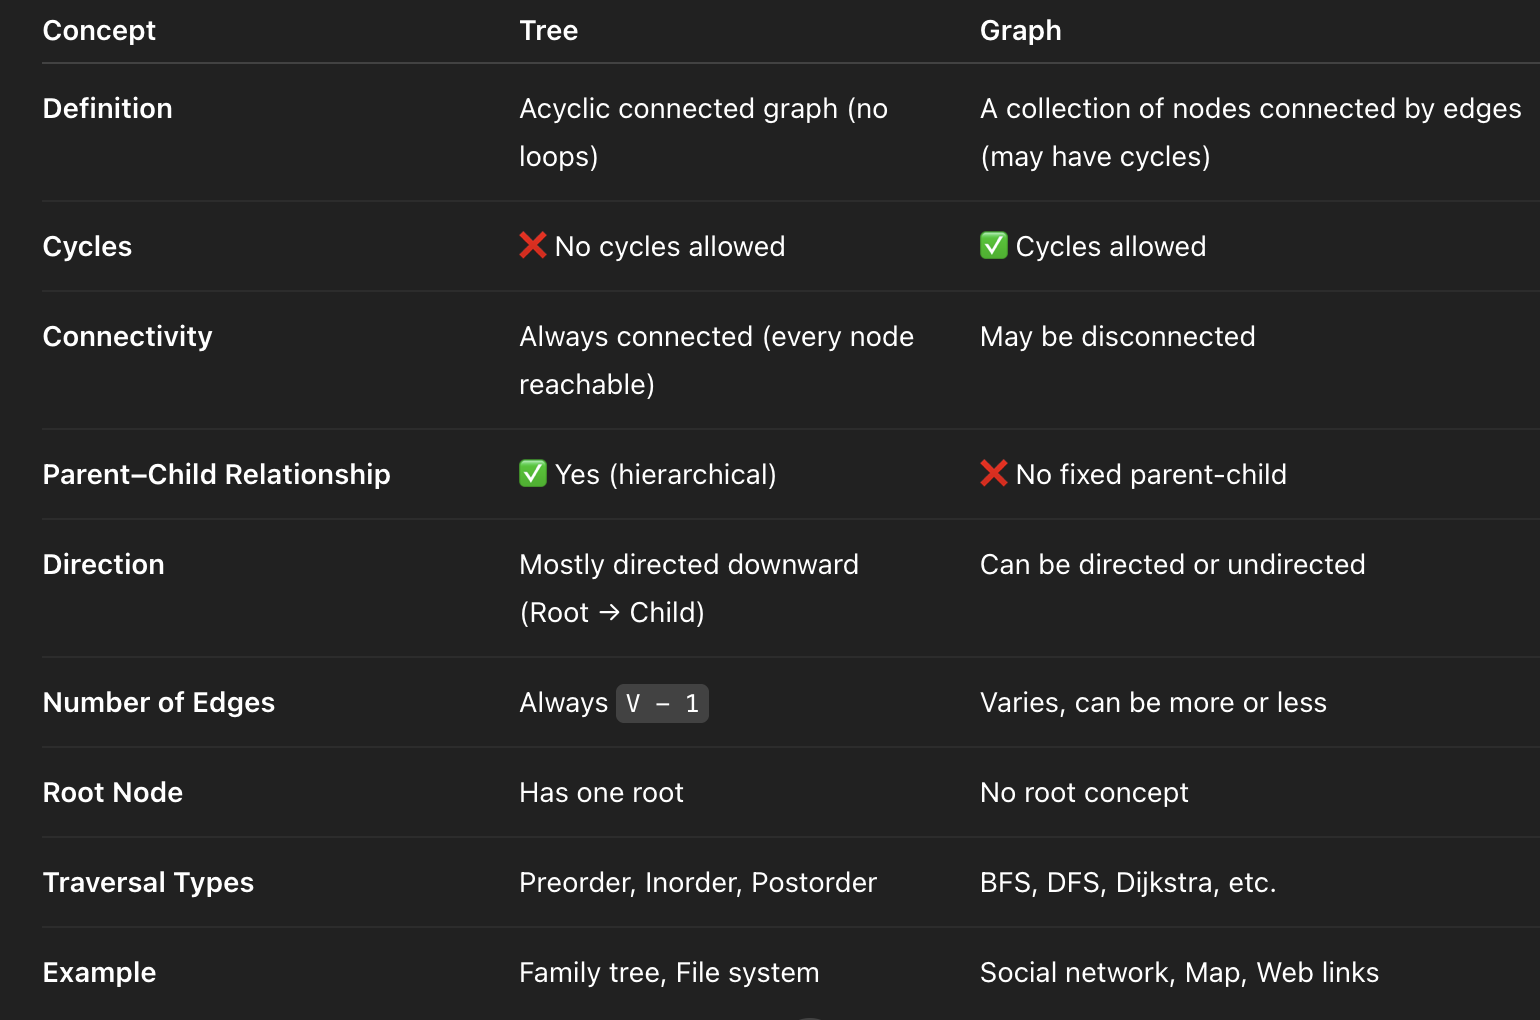 Concept Tree Graph
Definition Acyclic connected graph (no A collection of nodes connected by edges
loops) (may have cycles)
Cycles ❌ No cycles allowed ✅ Cycles allowed
Connectivity Always connected (every node May be disconnected
reachable)
Parent–Child Relationship ✅ Yes (hierarchical) ❌ No fixed parent-child
Direction Mostly directed downward Can be directed or undirected
(Root → Child)
Number of Edges Always V − 1 Varies, can be more or less
Root Node Has one root No root concept
Traversal Types Preorder, Inorder, Postorder BFS, DFS, Dijkstra, etc.
Example Family tree, File system Social network, Map, Web links